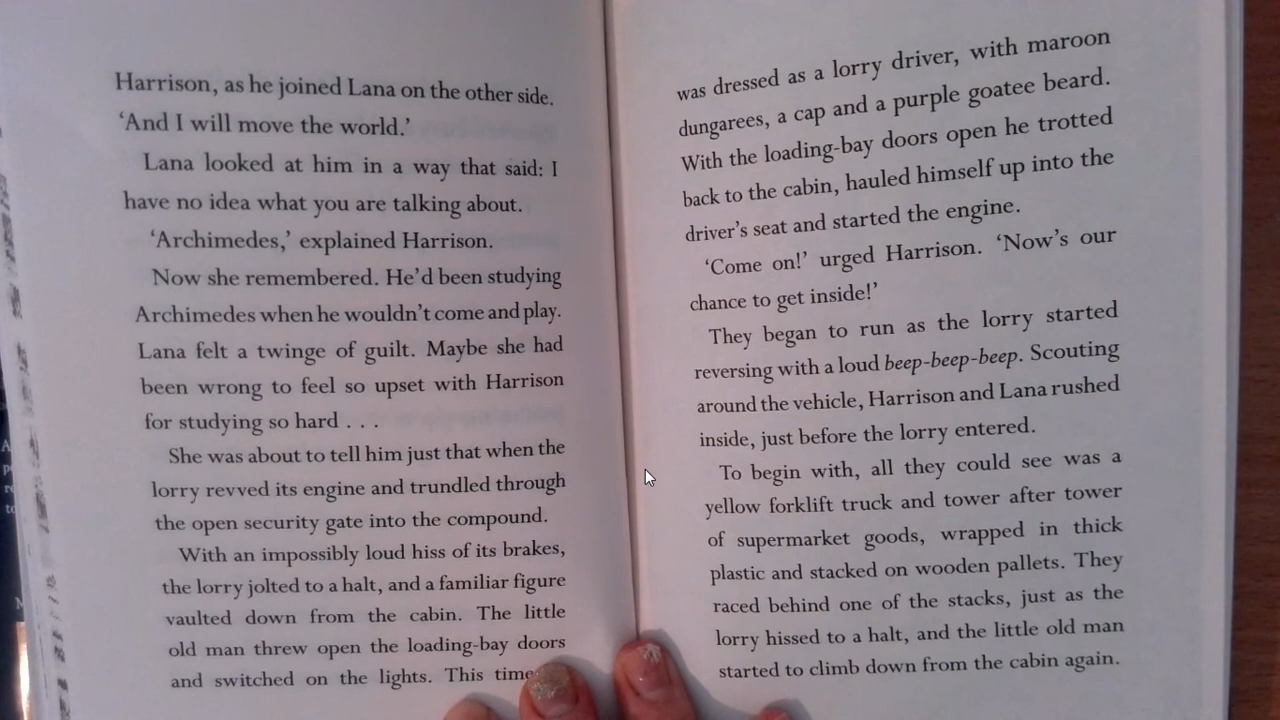 Harrison, as he joined Lana on the other side.
‘And I will move the world.’
Lana looked at him in a way that said: I
have no idea what you are talking about.
‘Archimedes,’ explained Harrison.
Now she remembered. He’d been studying
Archimedes when he wouldn’t come and play.
Lana felt a twinge of guilt. Maybe she had
been wrong to feel so upset with Harrison
for studying so hard . . .
She was about to tell him just that when the
lorry revved its engine and trundled through
the open security gate into the compound.
With an impossibly loud hiss of its brakes,
the lorry jolted to a halt, and a familiar figure
vaulted down from the cabin. The little
old man threw open the loading-bay doors
and switched on the lights. This time
was dressed as a lorry driver, with maroon
dungarees, a cap and a purple goatee beard.
With the loading-bay doors open he trotted
back to the cabin, hauled himself up into the
driver’s seat and started the engine.
‘Come on!’ urged Harrison. ‘Now’s our
chance to get inside!’
They began to run as the lorry started
reversing with a loud beep-beep-beep. Scouting
around the vehicle, Harrison and Lana rushed
inside, just before the lorry entered.
To begin with, all they could see was a
yellow forklift truck and tower after tower
of supermarket goods, wrapped in thick
plastic and stacked on wooden pallets. They
raced behind one of the stacks, just as the
lorry hissed to a halt, and the little old man
started to climb down from the cabin again.